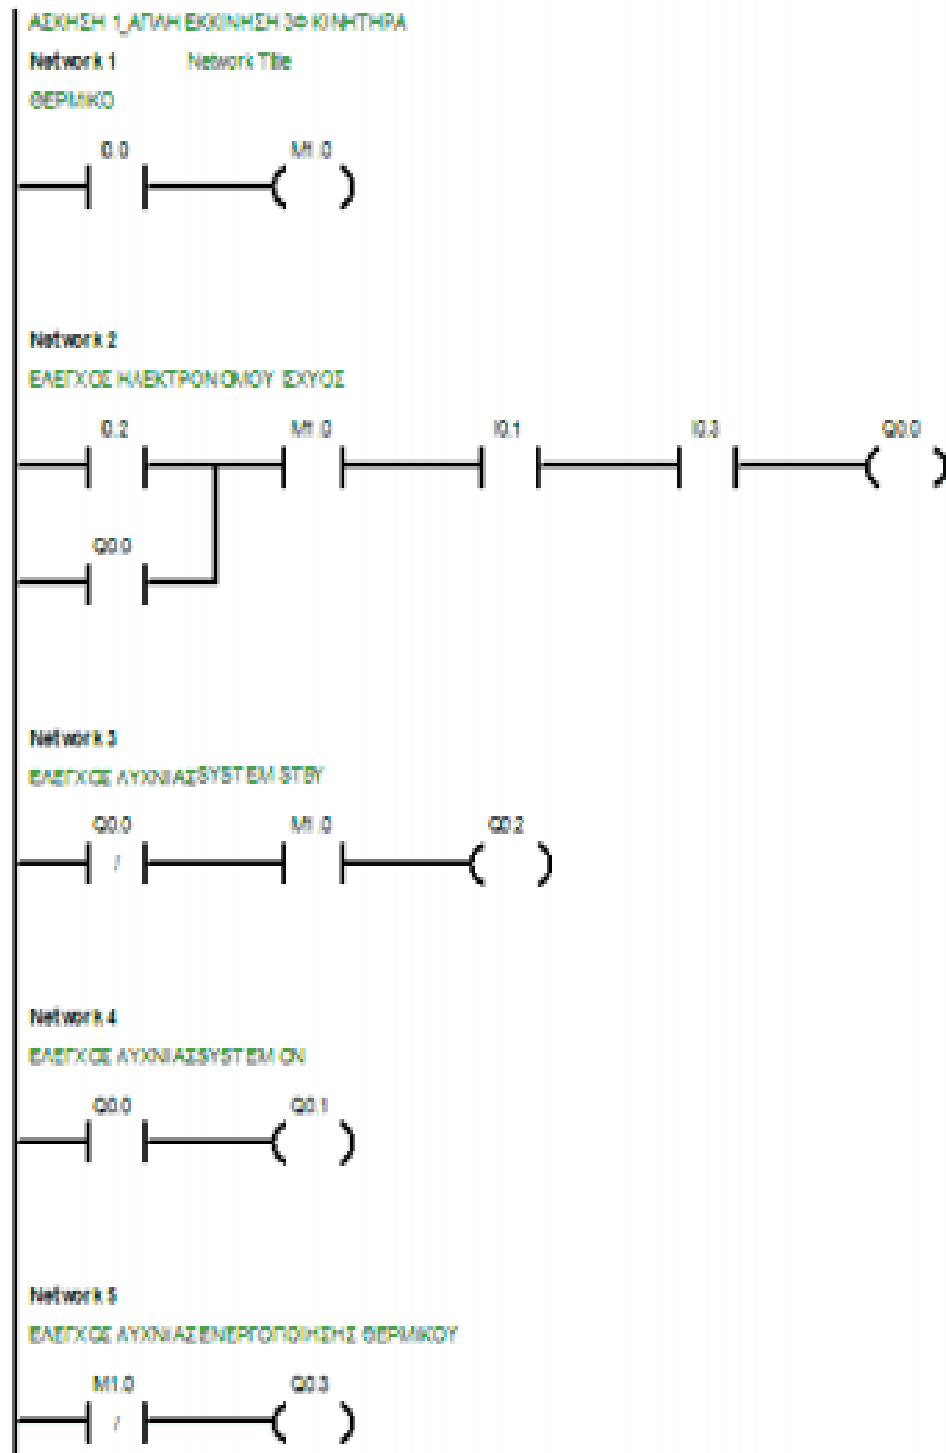 ΑΣΚΗΣΗ 1_ΑΠΛΗ ΕΚΚΙΝΗΣΗ 3Φ ΚΙΝΗΤΗΡΑ
Network 1 Network Title
ΘΕΡΜΙΚΟ
I0.0 M1.0
Network 2
ΕΛΕΓΧΟΣ ΗΛΕΚΤΡΟΝΟΜΟΥ ΙΣΧΥΟΣ
I0.2 M1.0 I0.1 I0.3 Q0.0
Q0.0
Network 3
ΕΛΕΓΧΟΣ ΛΥΧΝΙΑΣ SYSTEM STBY
Q0.0 M1.0 Q0.2
/
Network 4
ΕΛΕΓΧΟΣ ΛΥΧΝΙΑΣ SYSTEM ON
Q0.0 Q0.1
Network 5
ΕΛΕΓΧΟΣ ΛΥΧΝΙΑΣ ΕΝΕΡΓΟΠΟΙΗΣΗΣ ΘΕΡΜΙΚΟΥ
M1.0 Q0.3
/